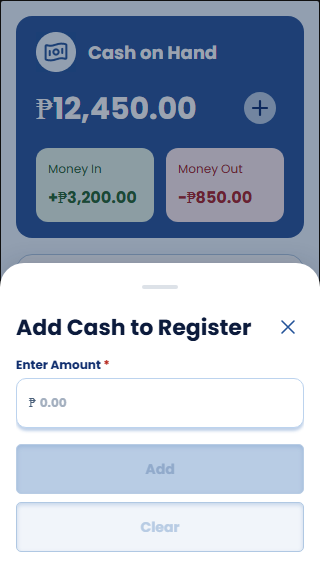 Cash on Hand
₱12,450.00
Money In
+₱3,200.00
Money Out
-₱850.00
Add Cash to Register
Enter Amount *
₱ 0.00
Add
Clear